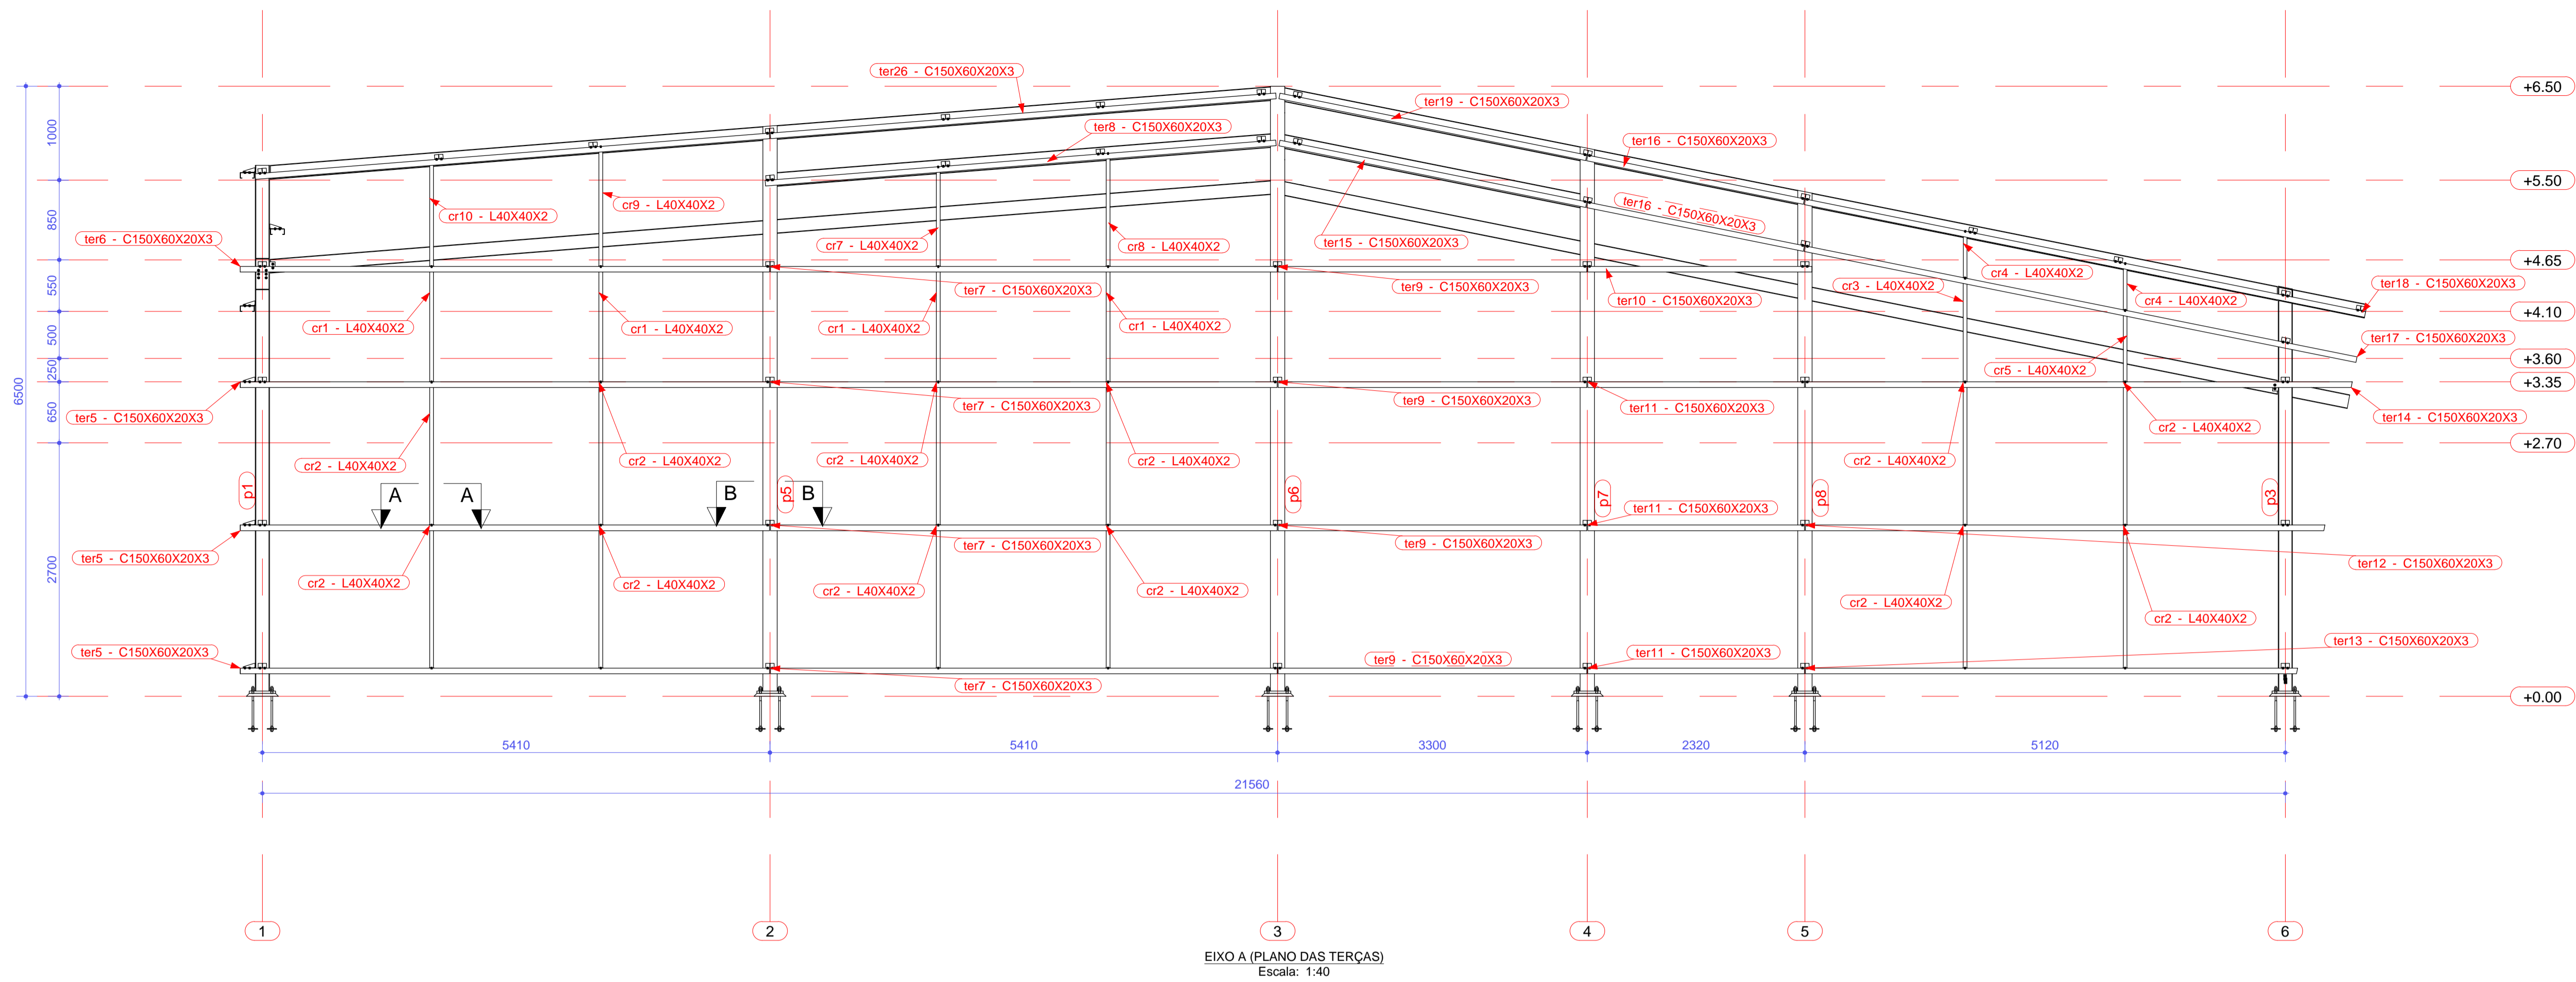 ter26 - C150X60X20X3
+6.50
ter19 - C150X60X20X3
ter8 - C150X60X20X3
ter16 - C150X60X20X3
1000
+5.50
cr9 - L40X40X2
cr10 - L40X40X2
ter16 - C150X60X20X3
850
ter6 - C150X60X20X3
cr7 - L40X40X2
cr8 - L40X40X2
ter15 - C150X60X20X3
+4.65
cr4 - L40X40X2
550
ter7 - C150X60X20X3
ter9 - C150X60X20X3
ter10 - C150X60X20X3
cr3 - L40X40X2
cr4 - L40X40X2
ter18 - C150X60X20X3
+4.10
cr1 - L40X40X2
cr1 - L40X40X2
cr1 - L40X40X2
cr1 - L40X40X2
500
ter17 - C150X60X20X3
+3.60
250
cr5 - L40X40X2
+3.35
6500
650
ter5 - C150X60X20X3
ter7 - C150X60X20X3
ter9 - C150X60X20X3
ter11 - C150X60X20X3
ter14 - C150X60X20X3
cr2 - L40X40X2
+2.70
cr2 - L40X40X2
cr2 - L40X40X2
cr2 - L40X40X2
cr2 - L40X40X2
cr2 - L40X40X2
p1
A
A
B
p5
B
p6
p7
p8
p3
ter11 - C150X60X20X3
ter5 - C150X60X20X3
ter7 - C150X60X20X3
ter9 - C150X60X20X3
ter12 - C150X60X20X3
2700
cr2 - L40X40X2
cr2 - L40X40X2
cr2 - L40X40X2
cr2 - L40X40X2
cr2 - L40X40X2
cr2 - L40X40X2
ter5 - C150X60X20X3
ter9 - C150X60X20X3
ter11 - C150X60X20X3
ter13 - C150X60X20X3
ter7 - C150X60X20X3
+0.00
5410
5410
3300
2320
5120
21560
1
2
3
4
5
6
EIXO A (PLANO DAS TERÇAS)
Escala: 1:40